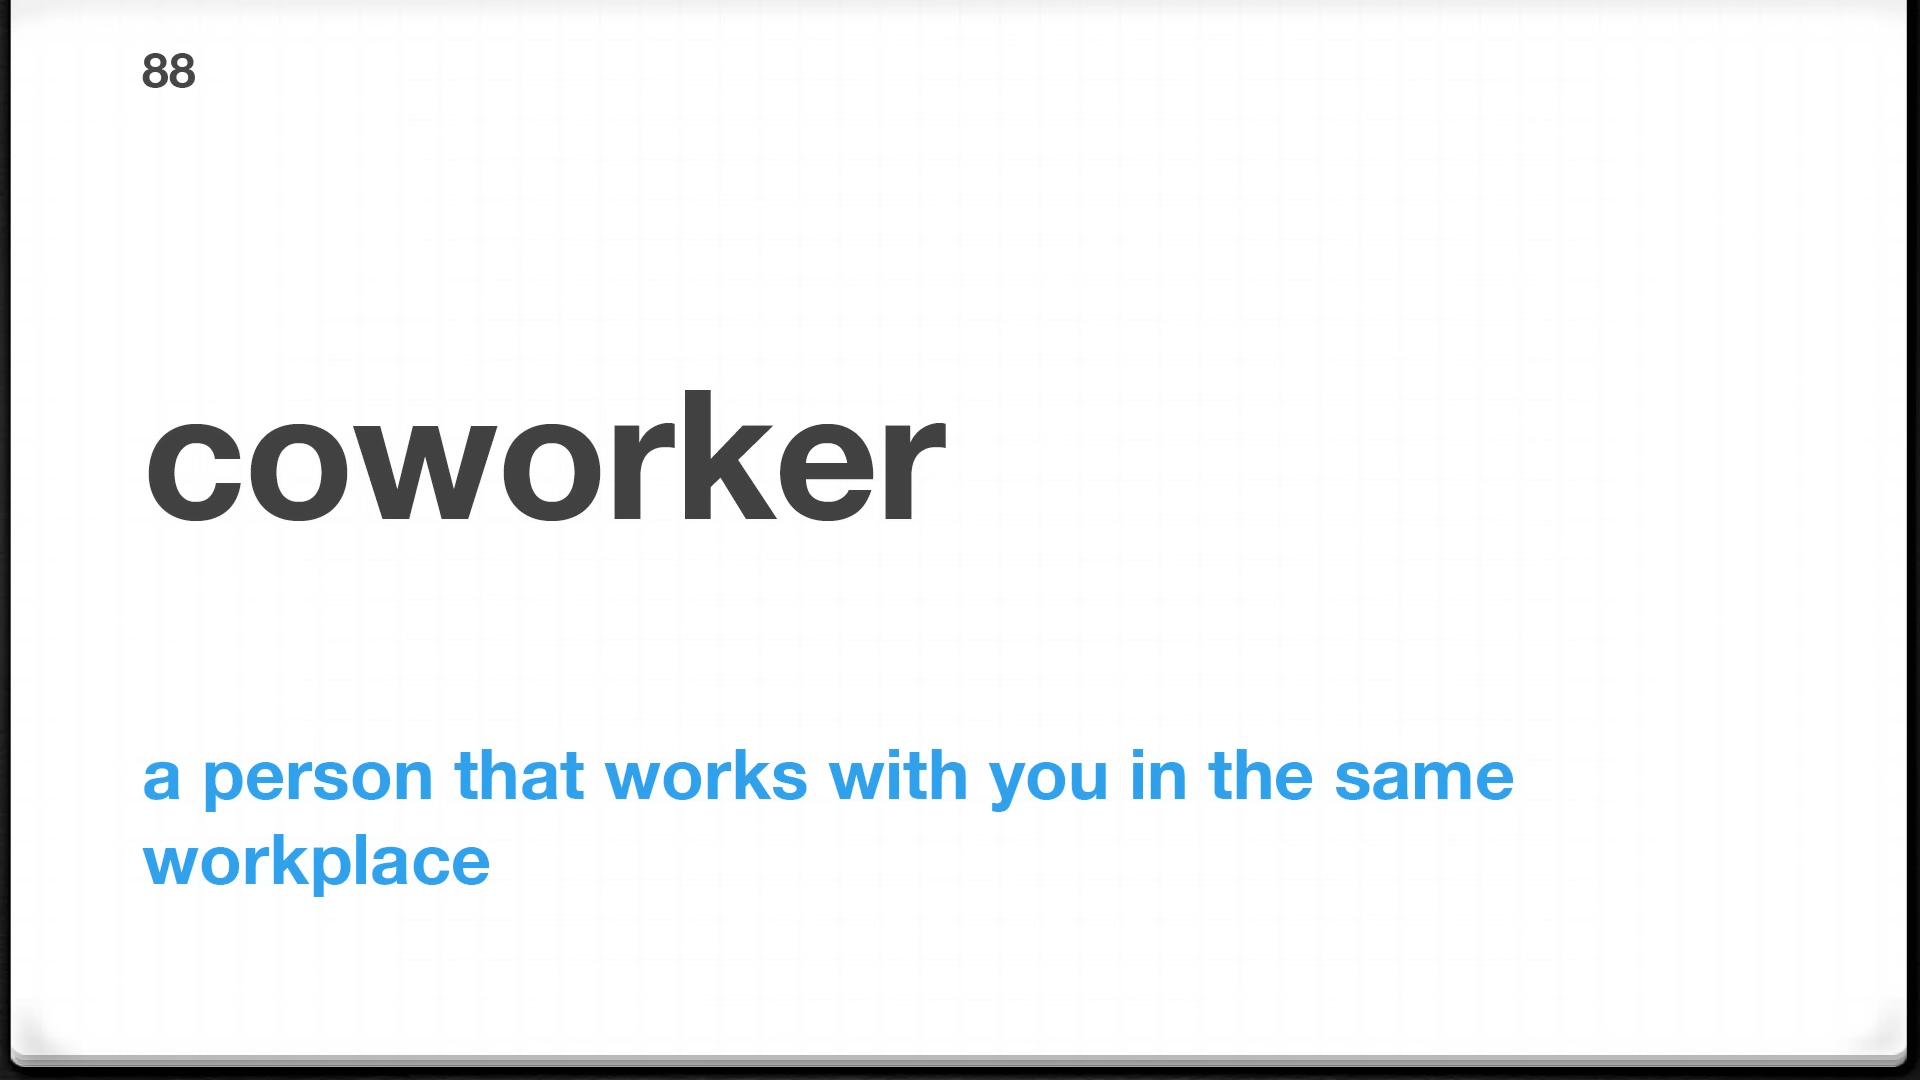 88
coworker
a person that works with you in the same
workplace